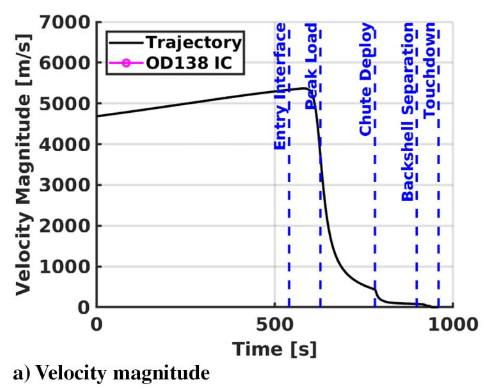 7000
6000
5000
4000
3000
2000
1000
0
Velocity Magnitude [m/s]
Trajectory
OD138 IC
Entry Interface
Peak Load
Chute Deploy
Backshell Separation
Touchdown
0
500
1000
Time [s]
a) Velocity magnitude